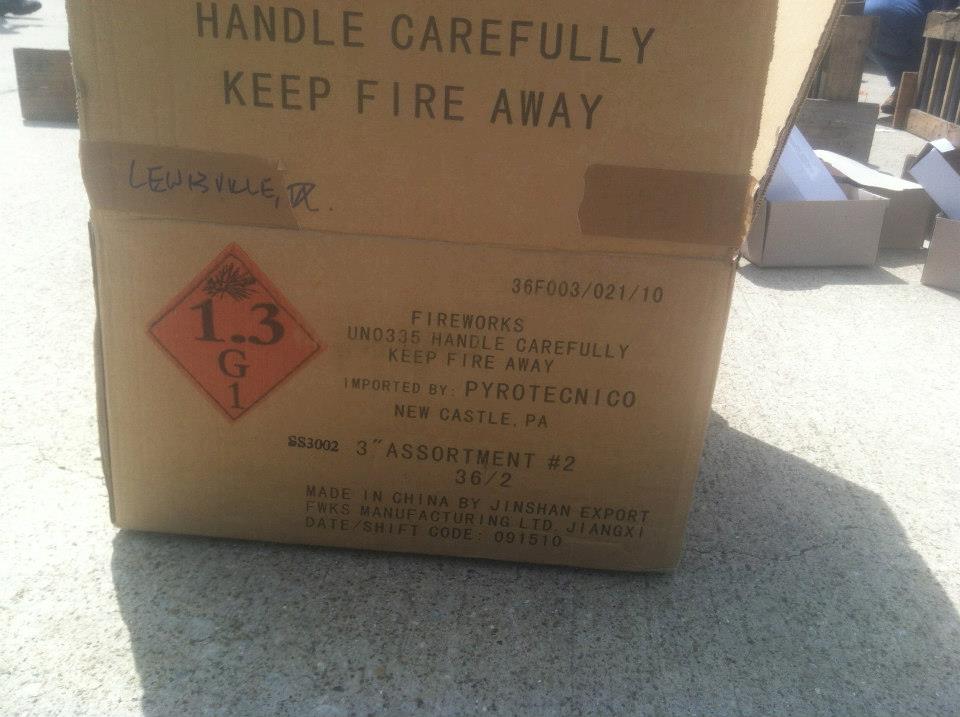 HANDLE CAREFULLY
KEEP FIRE AWAY
LEWISVILLE, TX.
36F003/021/10
1.3
G
1
FIREWORKS
UN0335 HANDLE CAREFULLY
KEEP FIRE AWAY
IMPORTED BY: PYROTECNICO
NEW CASTLE, PA
SS3002 3" ASSORTMENT #2
36/2
MADE IN CHINA BY JINSHAN EXPORT
FWKS MANUFACTURING LTD. JIANGXI
DATE/SHIFT CODE: 091510